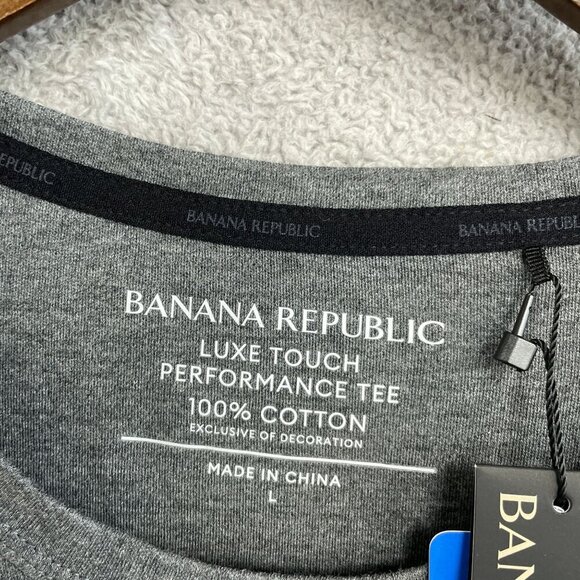 EPUBLIC
BANANA REPUBLIC
BANANA REPUBLIC
BANANA REPUBLIC
LUXE TOUCH
PERFORMANCE TEE
100% COTTON
EXCLUSIVE OF DECORATION
MADE IN CHINA
L
BAN